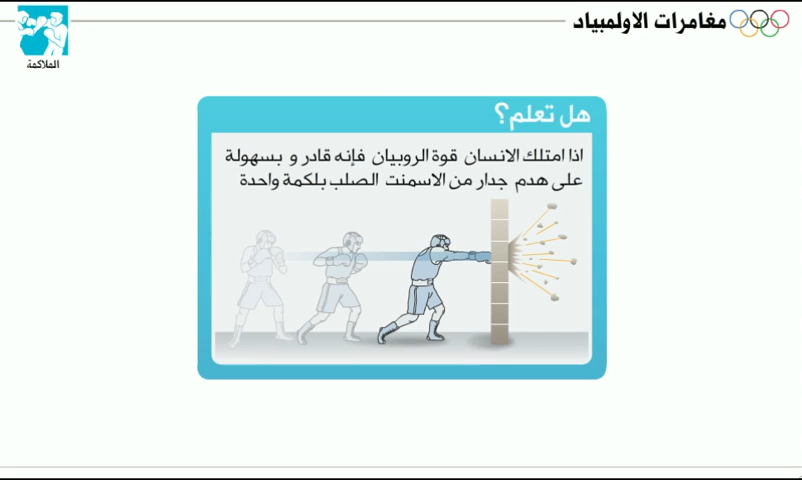 مغامرات الاولمبياد
الملاكمة
هل تعلم؟
اذا امتلك الانسان قوة الروبيان فإنه قادر و بسهولة
على هدم جدار من الاسمنت الصلب بلكمة واحدة